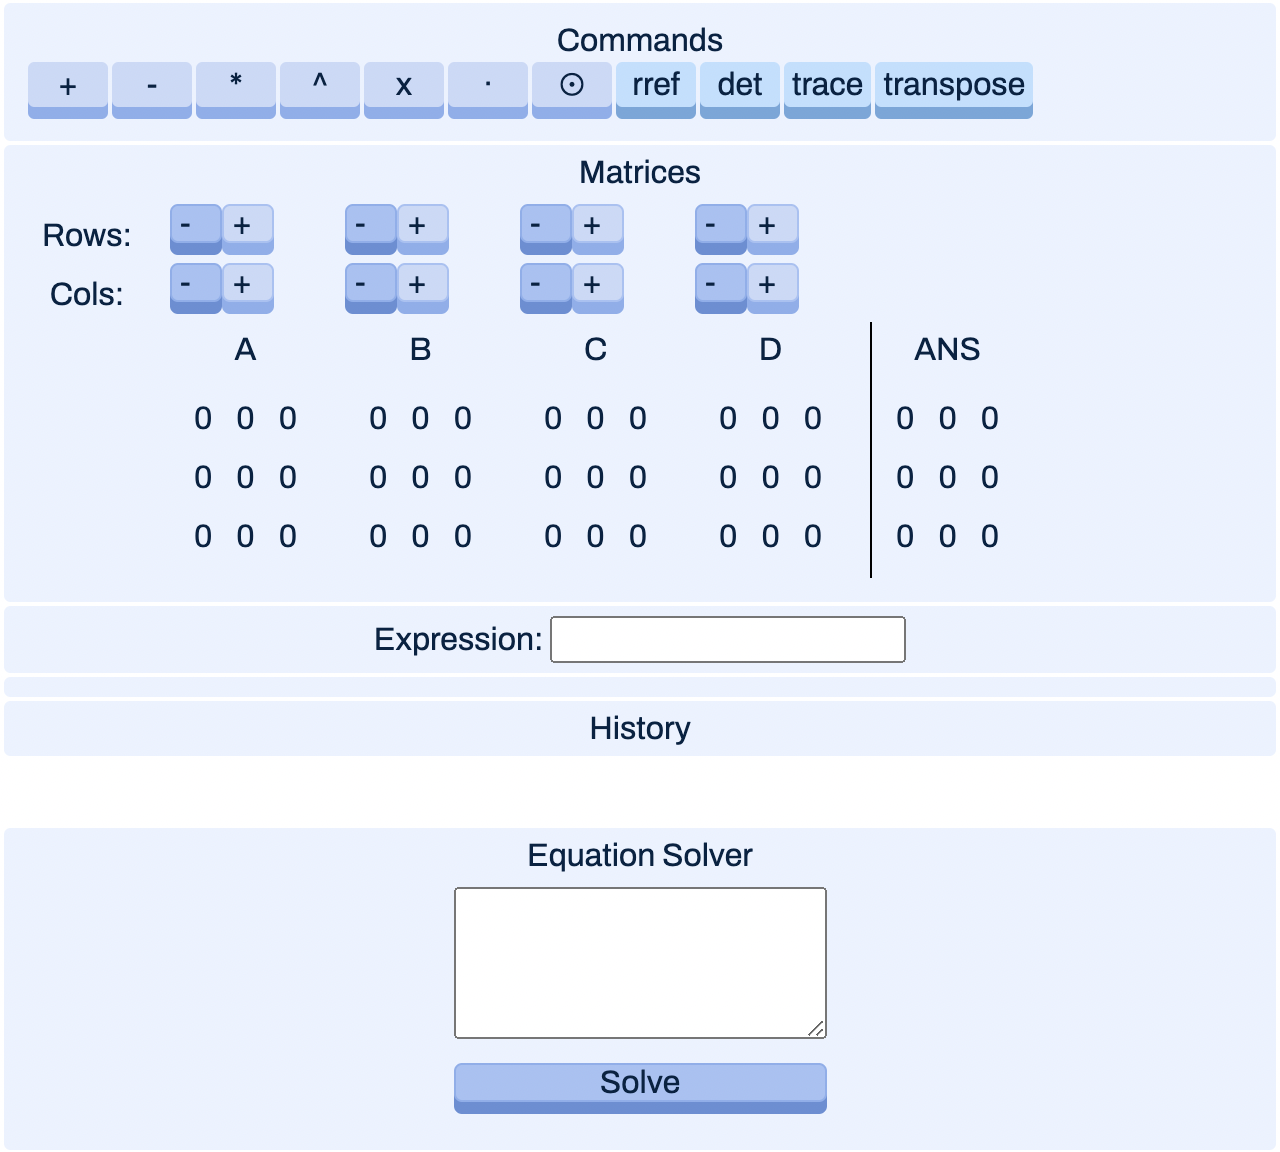 Commands
+ - * ^ x · ⊙ rref det trace transpose
Matrices
Rows: - + - + - + - +
Cols: - + - + - + - +
A B C D ANS
0 0 0 0 0 0 0 0 0 0 0 0 0 0 0
0 0 0 0 0 0 0 0 0 0 0 0 0 0 0
0 0 0 0 0 0 0 0 0 0 0 0 0 0 0
Expression:
History
Equation Solver
Solve